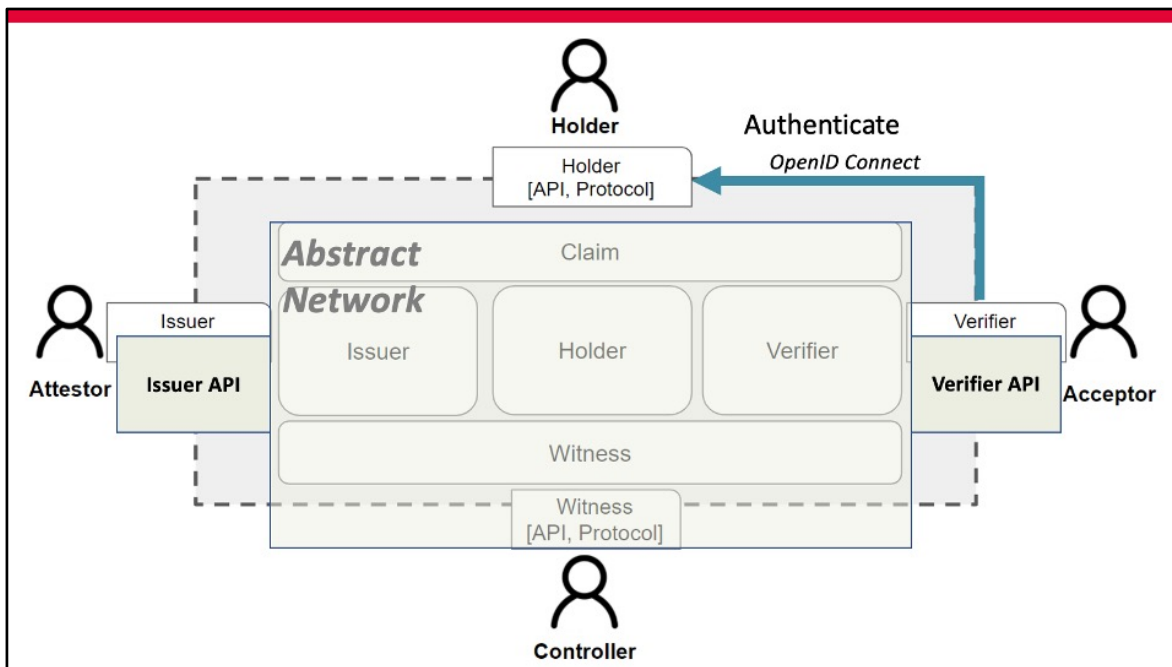 Holder
Authenticate
OpenID Connect
Holder
[API, Protocol]
Abstract
Network
Claim
Issuer
Issuer API
Attestor
Issuer
Holder
Verifier
Verifier
Verifier API
Acceptor
Witness
Witness
[API, Protocol]
Controller